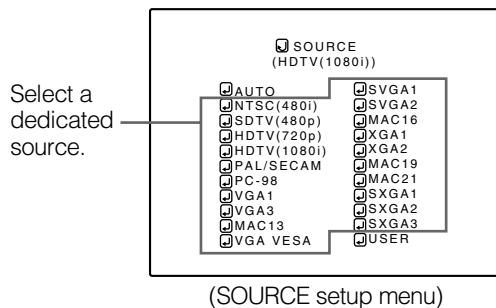 SOURCE
(HDTV(1080i))
Select a
dedicated
source.
AUTO
NTSC(480i)
SDTV(480p)
HDTV(720p)
HDTV(1080i)
PAL/SECAM
PC-98
VGA1
VGA3
MAC13
VGA VESA
SVGA1
SVGA2
MAC16
XGA1
XGA2
MAC19
MAC21
SXGA1
SXGA2
SXGA3
USER
(SOURCE setup menu)